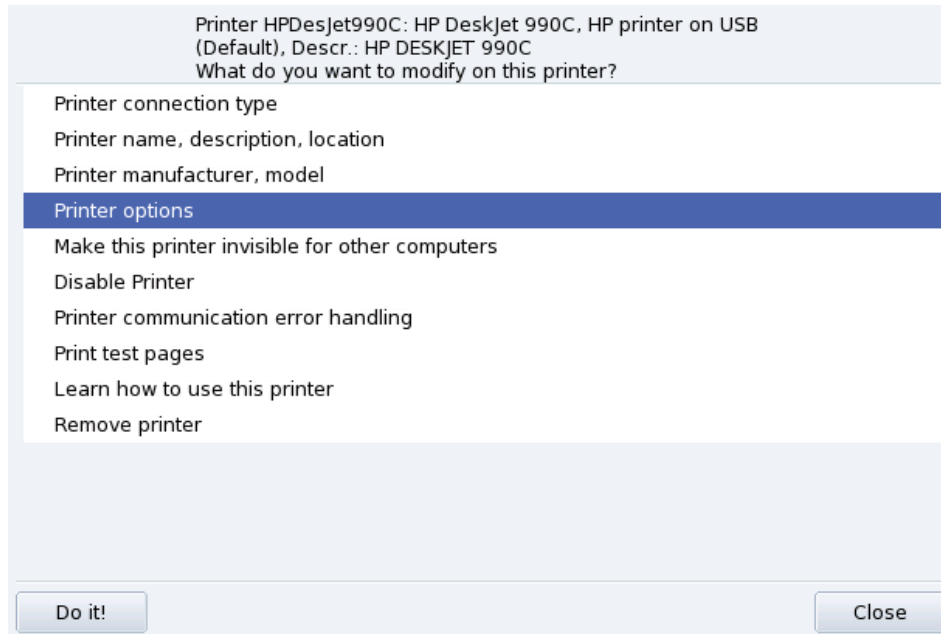 Printer HPDesJet990C: HP DeskJet 990C, HP printer on USB
(Default), Descr.: HP DESKJET 990C
What do you want to modify on this printer?
Printer connection type
Printer name, description, location
Printer manufacturer, model
Printer options
Make this printer invisible for other computers
Disable Printer
Printer communication error handling
Print test pages
Learn how to use this printer
Remove printer
Do it!
Close